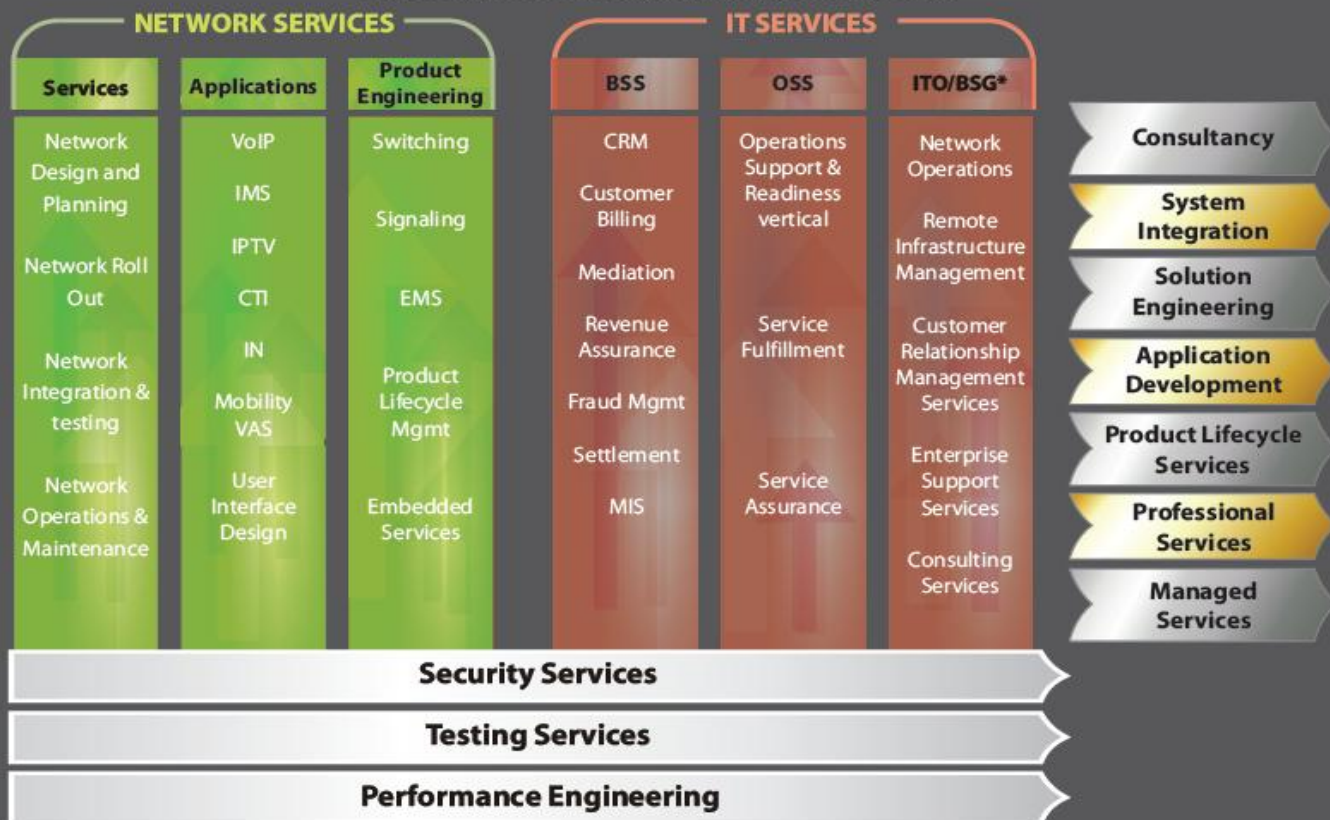 NETWORK SERVICES
Services
Network
Design and
Planning
Network Roll
Out
Network
Integration &
testing
Network
Operations &
Maintenance
Applications
VoIP
IMS
IPTV
CTI
IN
Mobility
VAS
User
Interface
Design
Product
Engineering
Switching
Signaling
EMS
Product
Lifecycle
Mgmt
Embedded
Services
IT SERVICES
BSS
CRM
Customer
Billing
Mediation
Revenue
Assurance
Fraud Mgmt
Settlement
MIS
OSS
Operations
Support &
Readiness
vertical
Service
Fulfillment
Service
Assurance
ITO/BSG*
Network
Operations
Remote
Infrastructure
Management
Customer
Relationship
Management
Services
Enterprise
Support
Services
Consulting
Services
Consultancy
System
Integration
Solution
Engineering
Application
Development
Product Lifecycle
Services
Professional
Services
Managed
Services
Security Services
Testing Services
Performance Engineering